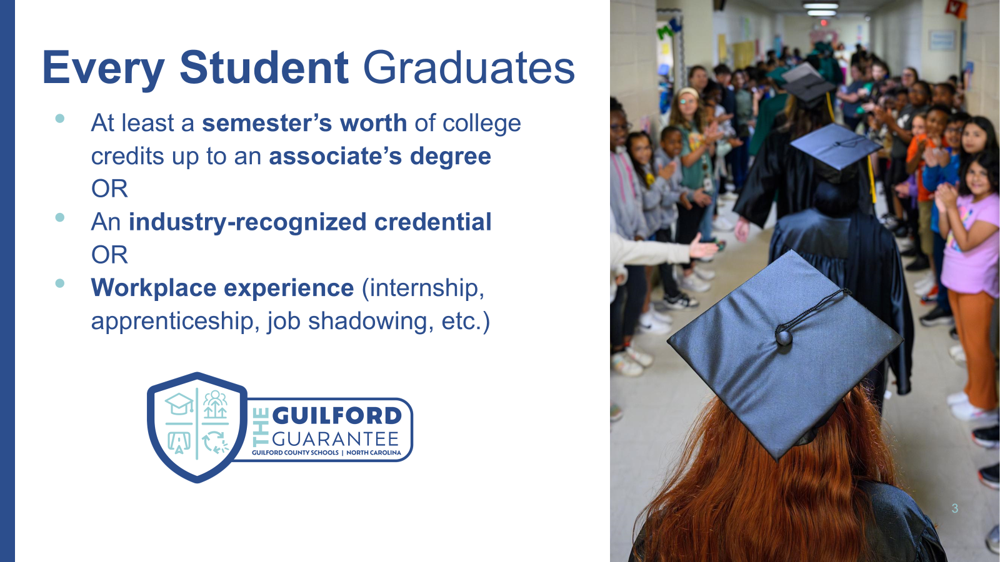 Every Student Graduates
• At least a semester’s worth of college
credits up to an associate’s degree
OR
• An industry-recognized credential
OR
• Workplace experience (internship,
apprenticeship, job shadowing, etc.)
THE
GUILFORD
GUARANTEE
GUILFORD COUNTY SCHOOLS | NORTH CAROLINA
3